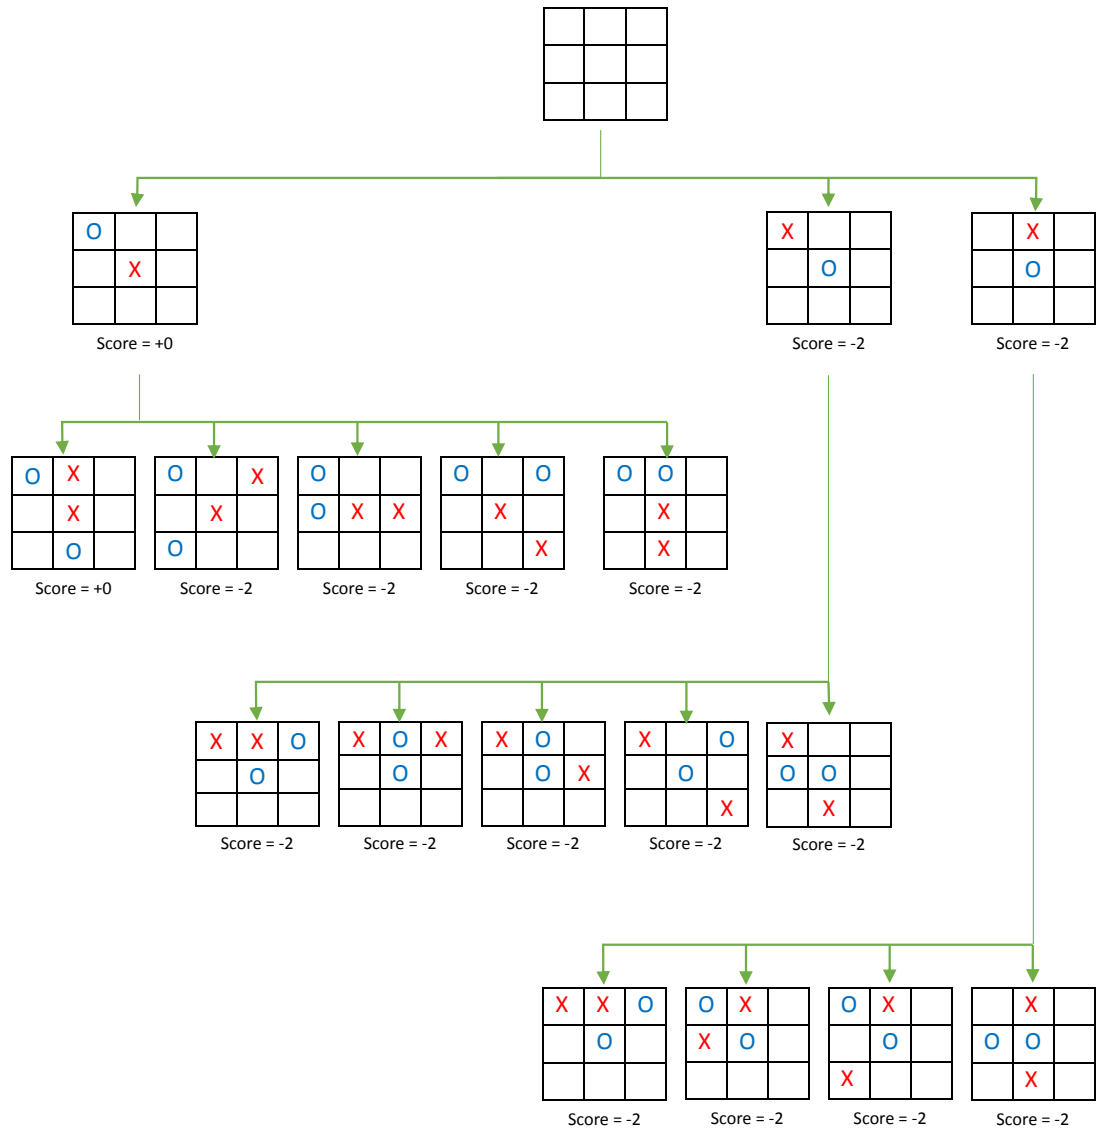 O
X
Score = +0
X
O
Score = -2
X
O
Score = -2
O X
X
O
Score = +0
O X
X
O
Score = -2
O
O X X
Score = -2
O O
X
X
Score = -2
O O
X
X
Score = -2
X X O
O
Score = -2
X O X
O
Score = -2
X O
O X
Score = -2
X O
O
X
Score = -2
X
O O
X
Score = -2
X X O
O
Score = -2
O X
X O
Score = -2
O X
O
X
Score = -2
X
O O
X
Score = -2